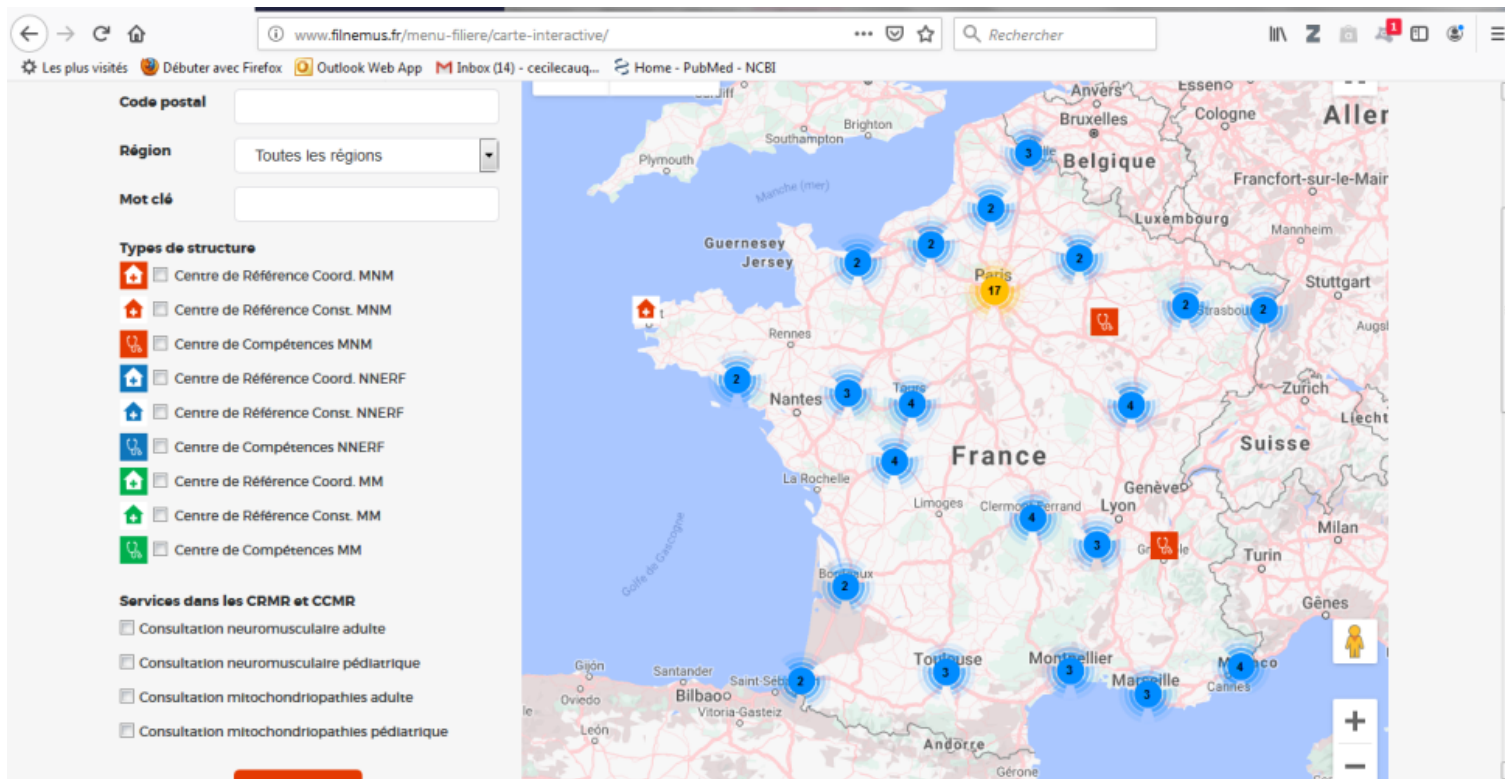 www.filnemus.fr/menu-filiere/carte-interactive/
Rechercher
1
Les plus visités Débuter avec Firefox Outlook Web App Inbox (14) - cecilecauq... Home - PubMed - NCBI
Code postal
Région
Toutes les régions
Mot clé
Types de structure
Centre de Référence Coord. MNM
Centre de Référence Const. MNM
Centre de Compétences MNM
Centre de Référence Coord. NNERF
Centre de Référence Const. NNERF
Centre de Compétences NNERF
Centre de Référence Coord. MM
Centre de Référence Const. MM
Centre de Compétences MM
Services dans les CRMR et CCMR
Consultation neuromusculaire adulte
Consultation neuromusculaire pédiatrique
Consultation mitochondriopathies adulte
Consultation mitochondriopathies pédiatrique
Anvers
Bruxelles
Cologne
Aller
Brighton
Southampton
Plymouth
3
Belgique
Francfort-sur-le-Mair
Manche (mer)
2
Luxembourg
Mannheim
Guernesey
Jersey
2
2
2
Paris
17
Stuttgart
2
2
Rennes
Augsl
2
Nantes
3
Tours
4
4
Zurich
Liecht
Suisse
France
4
La Rochelle
Limoges
4
Lyon
Genève
Milan
3
Turin
Golfe de Gascogne
2
Gênes
Gijón
Santander
2
Toulouse
3
Montpellier
3
Marseille
3
4
Cannes
Oviedo
Bilbao
Vitoria-Gasteiz
León
Andorre
Gérone